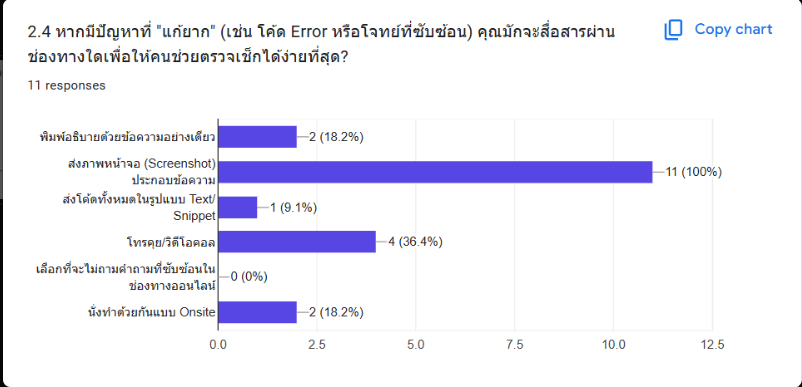 2.4 หากมีปัญหาที่ "แก้ยาก" (เช่น โค้ด Error หรือโจทย์ที่ซับซ้อน) คุณมักจะสื่อสารผ่าน
ช่องทางใดเพื่อให้คนช่วยตรวจเช็กได้ง่ายที่สุด?
Copy chart
11 responses
พิมพ์อธิบายด้วยข้อความอย่างเดียว
2 (18.2%)
ส่งภาพหน้าจอ (Screenshot)
ประกอบข้อความ
11 (100%)
ส่งโค้ดทั้งหมดในรูปแบบ Text/
Snippet
1 (9.1%)
โทรคุย/วิดีโอคอล
4 (36.4%)
เลือกที่จะไม่ถามคำถามที่ซับซ้อนใน
ช่องทางออนไลน์
0 (0%)
นั่งทำด้วยกันแบบ Onsite
2 (18.2%)
0.0 2.5 5.0 7.5 10.0 12.5